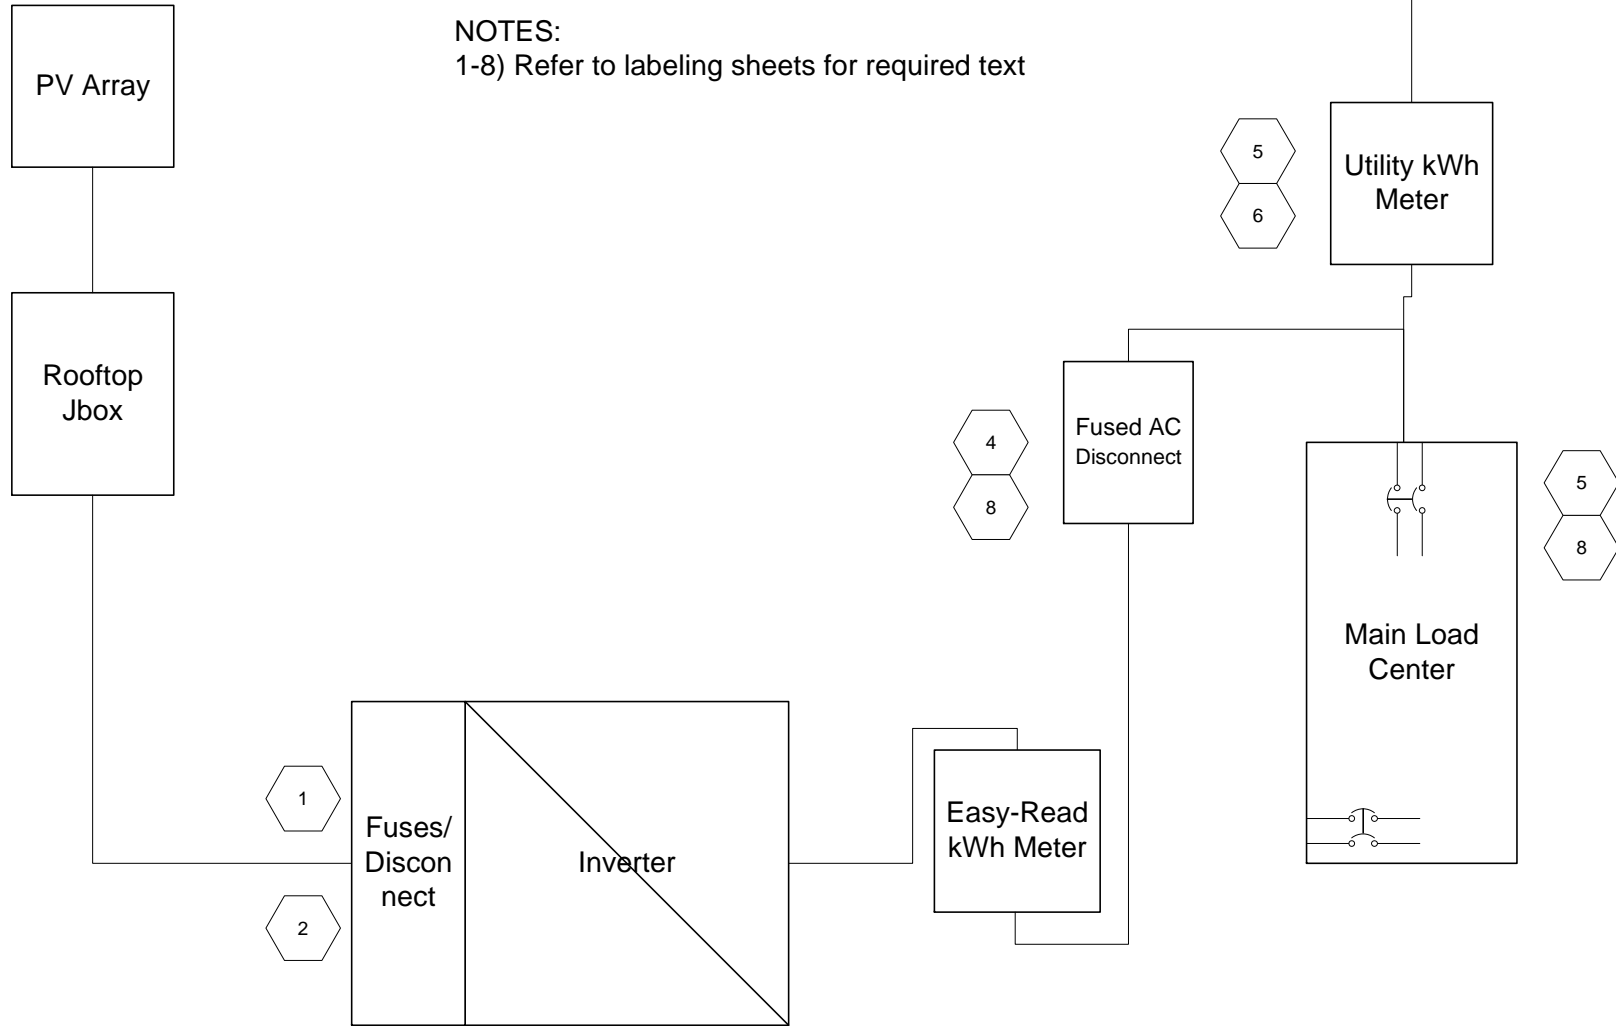 NOTES:
1-8) Refer to labeling sheets for required text
PV Array
5
6
Utility kWh
Meter
Rooftop
Jbox
4
8
Fused AC
Disconnect
5
8
Main Load
Center
1
2
Fuses/
Discon
nect
Inverter
Easy-Read
kWh Meter